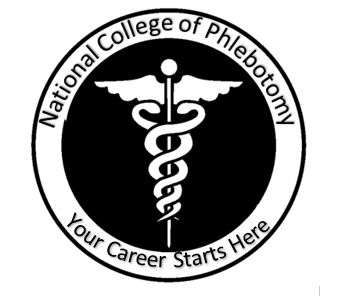 National College of Phlebotomy
Your Career Starts Here